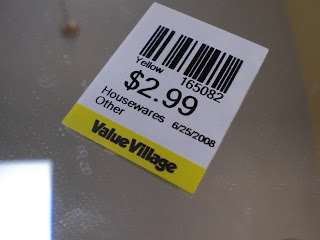 Yellow 165082
$2.99
Housewares
Other 6/25/2008
Value Village